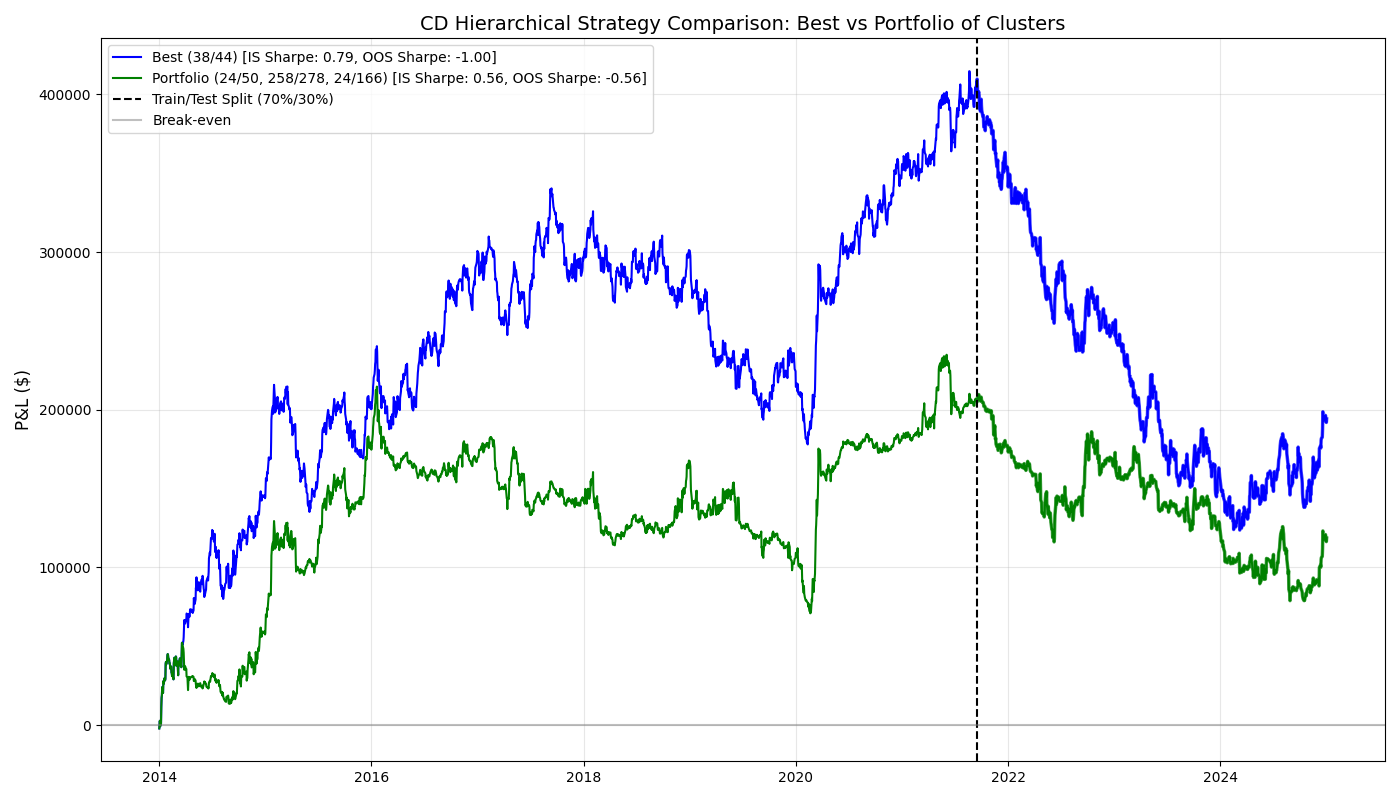 CD Hierarchical Strategy Comparison: Best vs Portfolio of Clusters
Best (38/44) [IS Sharpe: 0.79, OOS Sharpe: -1.00]
Portfolio (24/50, 258/278, 24/166) [IS Sharpe: 0.56, OOS Sharpe: -0.56]
Train/Test Split (70%/30%)
Break-even
P&L ($)
400000
300000
200000
100000
0
2014
2016
2018
2020
2022
2024